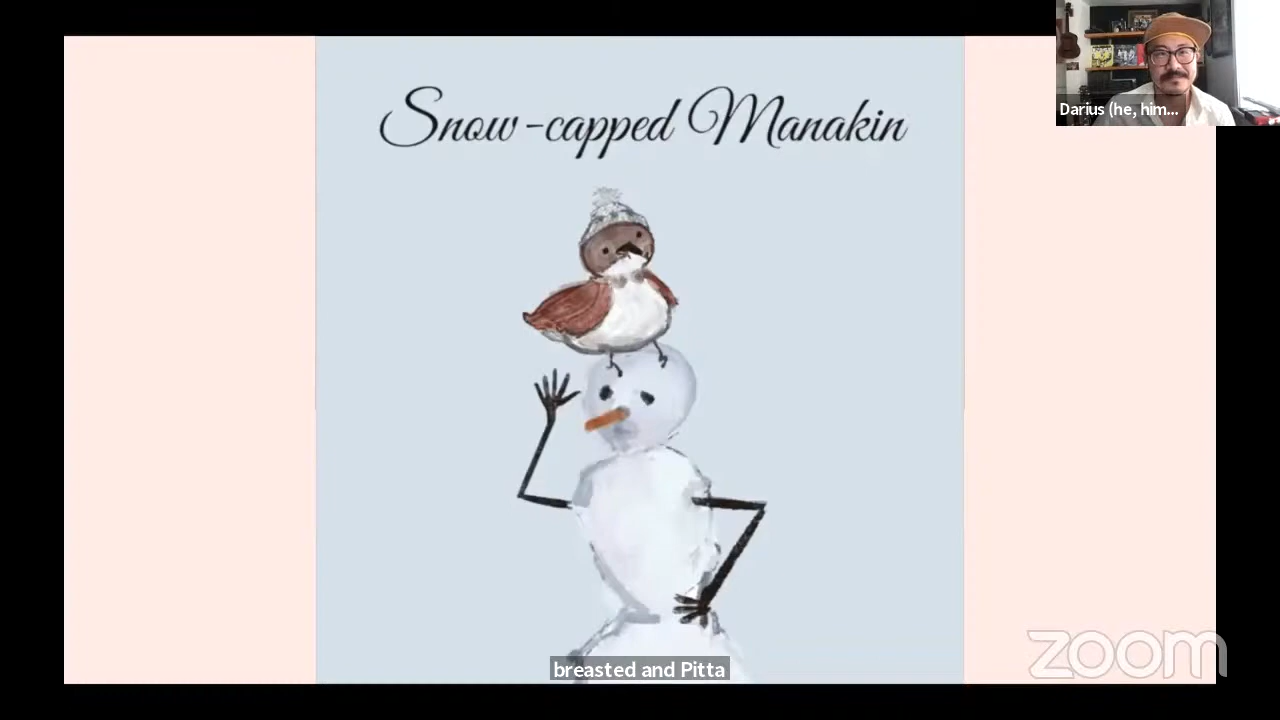 Darius (he, him...
Snow-capped Manakin
breasted and Pitta
zoom